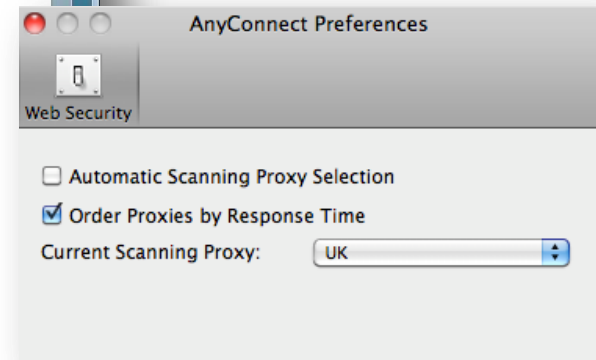 AnyConnect Preferences
Web Security
Automatic Scanning Proxy Selection
Order Proxies by Response Time
Current Scanning Proxy: UK